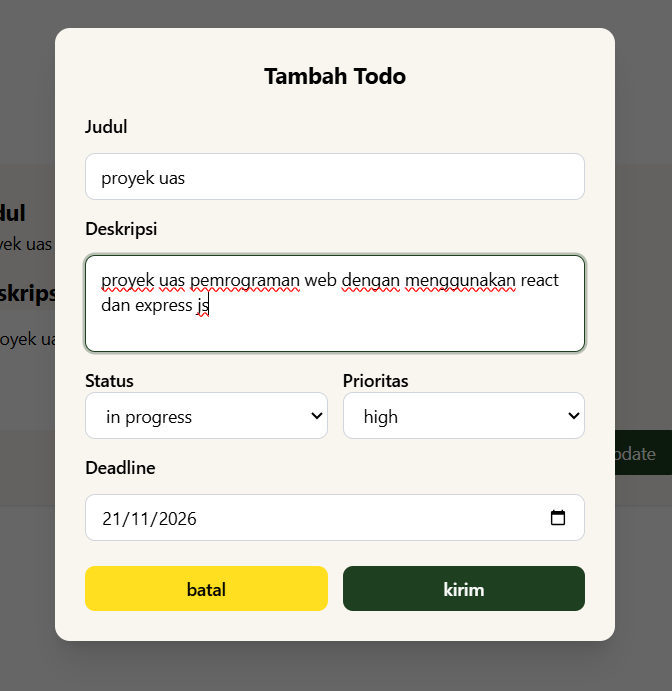 Tambah Todo
Judul
proyek uas
Deskripsi
proyek uas pemrograman web dengan menggunakan react
dan express js
Status
Prioritas
in progress
high
Deadline
21/11/2026
batal
kirim